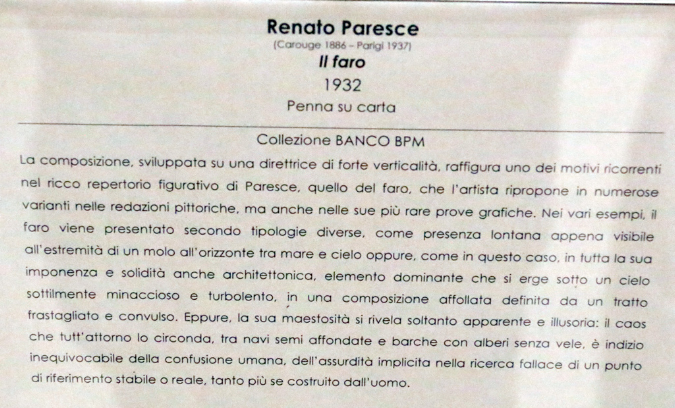 Renato Paresce
(Carouge 1886 – Parigi 1937)
Il faro
1932
Penna su carta
Collezione BANCO BPM
La composizione, sviluppata su una direttrice di forte verticalità, raffigura uno dei motivi ricorrenti
nel ricco repertorio figurativo di Paresce, quello del faro, che l'artista ripropone in numerose
varianti nelle redazioni pittoriche, ma anche nelle sue più rare prove grafiche. Nei vari esempi, il
faro viene presentato secondo tipologie diverse, come presenza lontana appena visibile
all'estremità di un molo all'orizzonte tra mare e cielo oppure, come in questo caso, in tutta la sua
imponenza e solidità anche architettonica, elemento dominante che si erge sotto un cielo
sottilmente minaccioso e turbolento, in una composizione affollata definita da un tratto
frastagliato e convulso. Eppure, la sua maestosità si rivela soltanto apparente e illusoria: il caos
che tutt'attorno lo circonda, tra navi semi affondate e barche con alberi senza vele, è indizio
inequivocabile della confusione umana, dell'assurdità implicita nella ricerca fallace di un punto
di riferimento stabile o reale, tanto più se costruito dall'uomo.